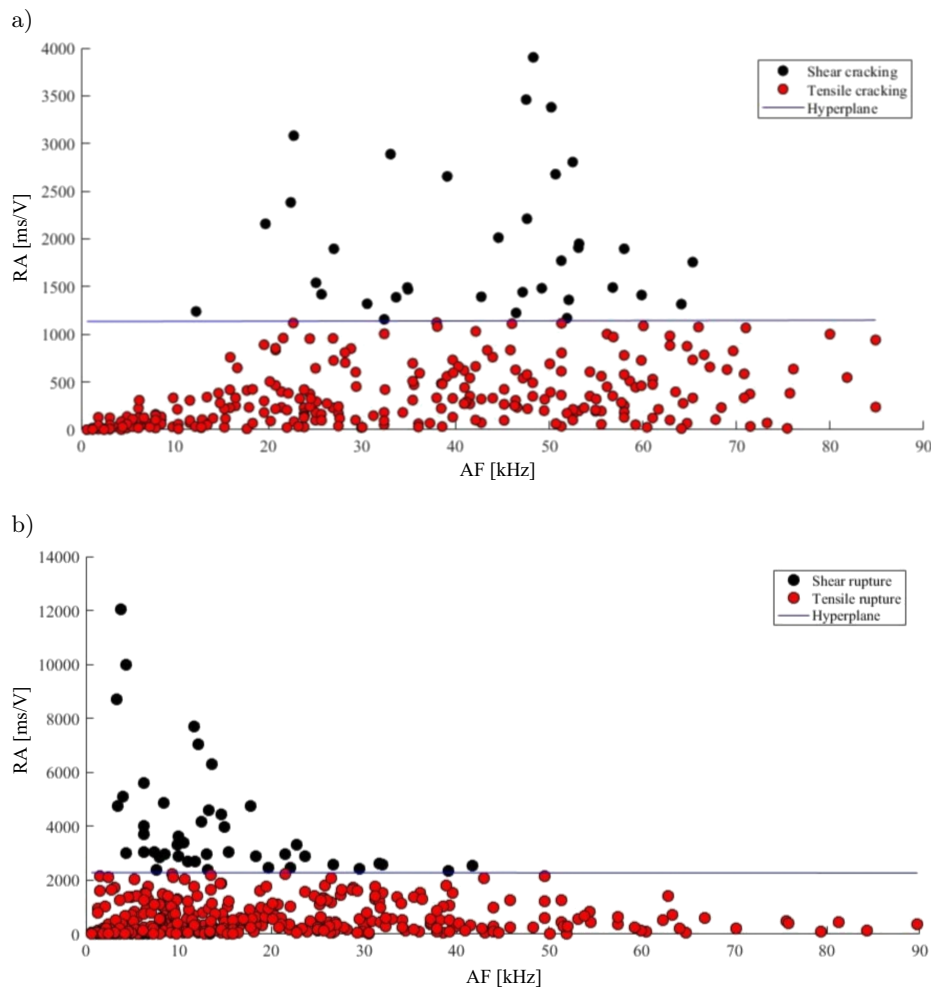 a)
4000
3500
3000
2500
2000
1500
1000
500
0
RA [ms/V]
Shear cracking
Tensile cracking
Hyperplane
0 10 20 30 40 50 60 70 80 90
AF [kHz]
b)
14000
12000
10000
8000
6000
4000
2000
0
RA [ms/V]
Shear rupture
Tensile rupture
Hyperplane
0 10 20 30 40 50 60 70 80 90
AF [kHz]